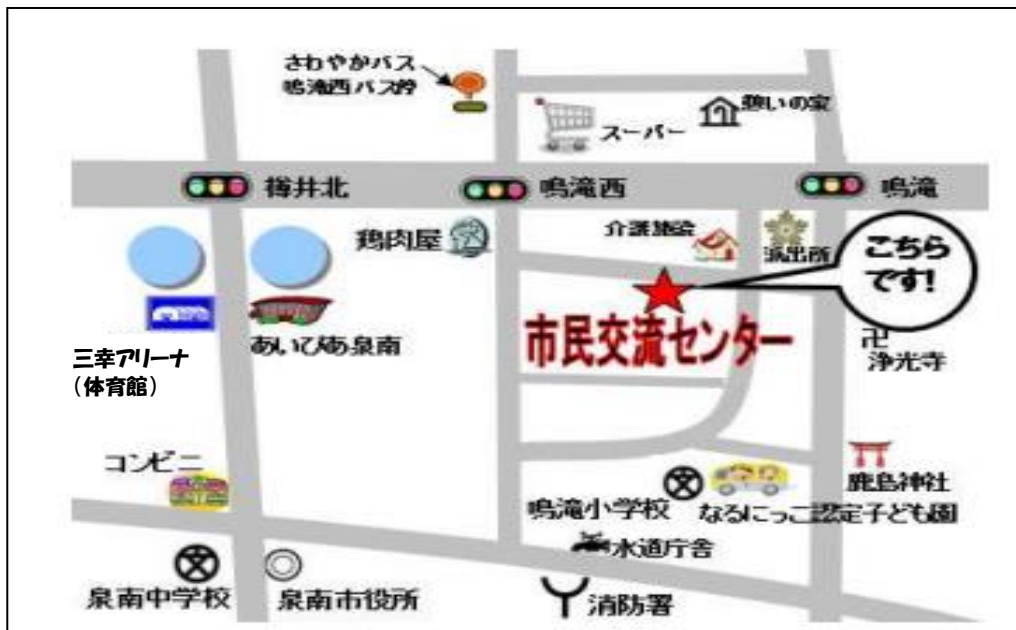 さわやかバス
鳴滝西バス停
スーパー
憩いの家
樽井北
鳴滝西
鳴滝
鶏肉屋
介護施設
派出所
こちら
です!
市民交流センター
三幸アリーナ
(体育館)
あいぴあ泉南
卍
浄光寺
コンビニ
鹿島神社
鳴滝小学校
なるにっこ認定子ども園
水道庁舎
泉南中学校
泉南市役所
消防署